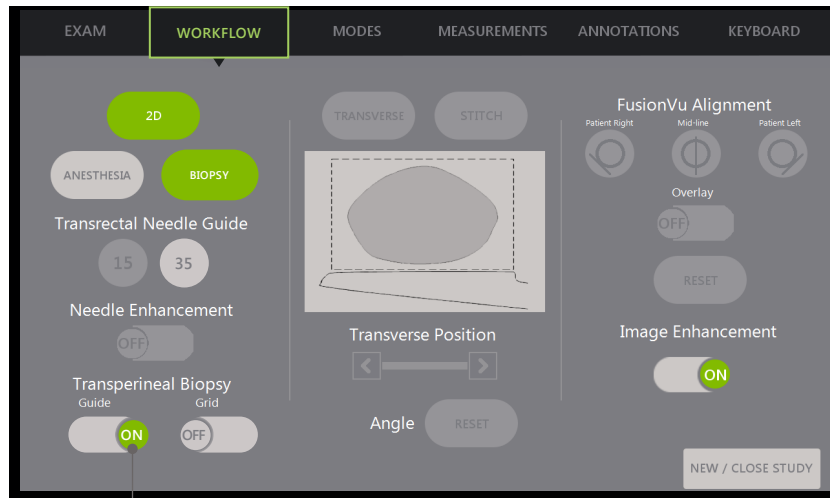 EXAM
WORKFLOW
MODES
MEASUREMENTS
ANNOTATIONS
KEYBOARD
2D
ANESTHESIA
BIOPSY
Transrectal Needle Guide
15
35
Needle Enhancement
OFF
Transperineal Biopsy
Guide
Grid
ON
OFF
TRANSVERSE
STITCH
Transverse Position
Angle
RESET
FusionVu Alignment
Patient Right
Mid-line
Patient Left
Overlay
OFF
RESET
Image Enhancement
ON
NEW / CLOSE STUDY